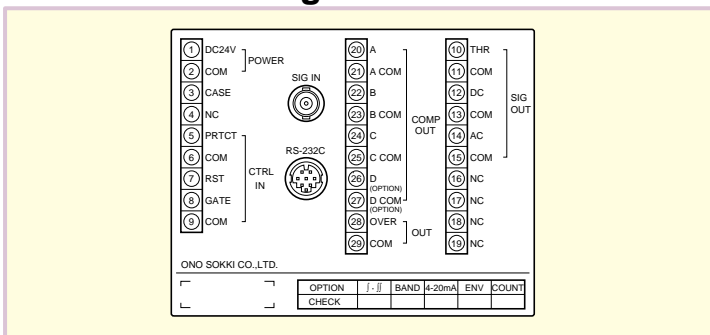 1 DC24V
2 COM
POWER
3 CASE
4 NC
5 PRTCT
6 COM
7 RST
8 GATE
9 COM
CTRL
IN
SIG IN
RS-232C
20 A
21 A COM
22 B
23 B COM
24 C
25 C COM
26 D
(OPTION)
27 D COM
(OPTION)
COMP
OUT
28 OVER
29 COM
OUT
10 THR
11 COM
12 DC
13 COM
14 AC
15 COM
SIG
OUT
16 NC
17 NC
18 NC
19 NC
ONO SOKKI CO.,LTD.
OPTION ∫・∬ BAND 4-20mA ENV COUNT
CHECK